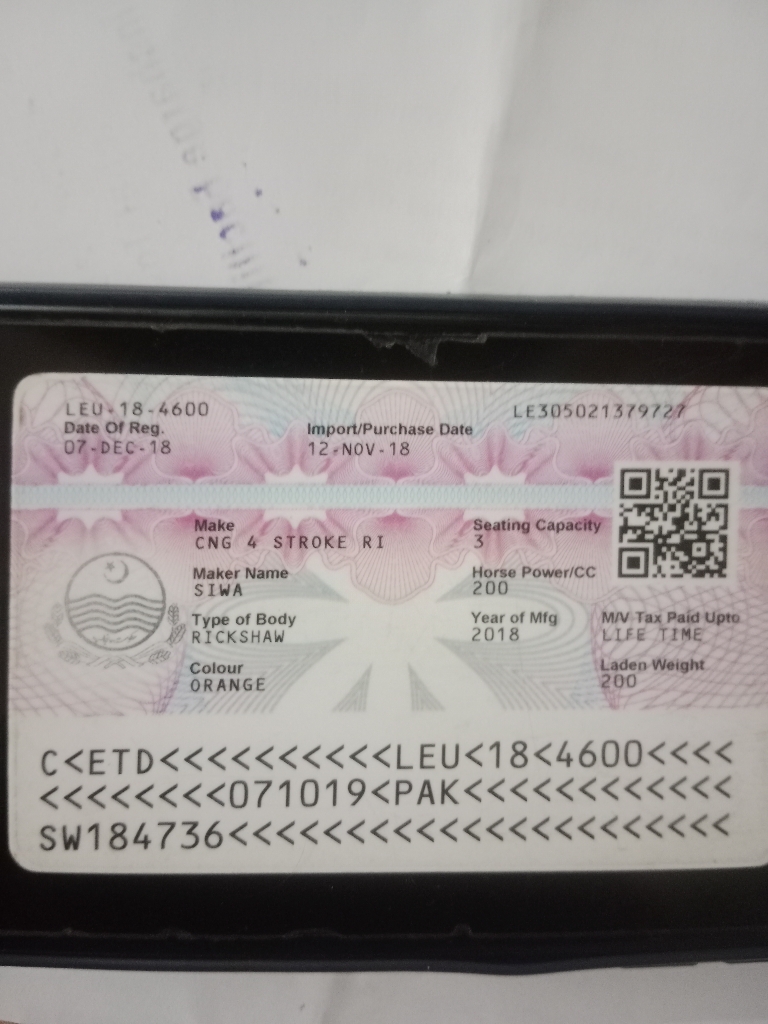 LEU-18-4600 LE305021379727
Date Of Reg. Import/Purchase Date
07-DEC-18 12-NOV-18
Make Seating Capacity
CNG 4 STROKE RI 3
Maker Name Horse Power/CC
SIWA 200
Type of Body Year of Mfg M/V Tax Paid Upto
RICKSHAW 2018 LIFE TIME
Colour Laden Weight
ORANGE 200
C<ETD<<<<<<<<<<<LEU<18<4600<<<<
<<<<<<<<071019<PAK<<<<<<<<<<<<
SW184736<<<<<<<<<<<<<<<<<<<<<<